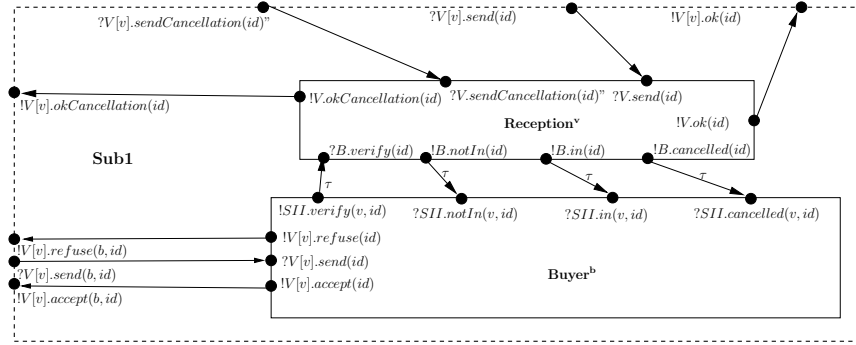 ?V[v].sendCancellation(id)"
?V[v].send(id)
!V[v].ok(id)
!V[v].okCancellation(id)
!V.okCancellation(id)
?V.sendCancellation(id)"
?V.send(id)
Reception^v
!V.ok(id)
Sub1
?B.verify(id)
!B.notIn(id)
!B.in(id)
!B.cancelled(id)
τ
τ
τ
τ
!SII.verify(v, id)
?SII.notIn(v, id)
?SII.in(v, id)
?SII.cancelled(v, id)
!V[v].refuse(id)
!V[v].refuse(b, id)
?V[v].send(id)
?V[v].send(b, id)
Buyer^b
!V[v].accept(id)
!V[v].accept(b, id)